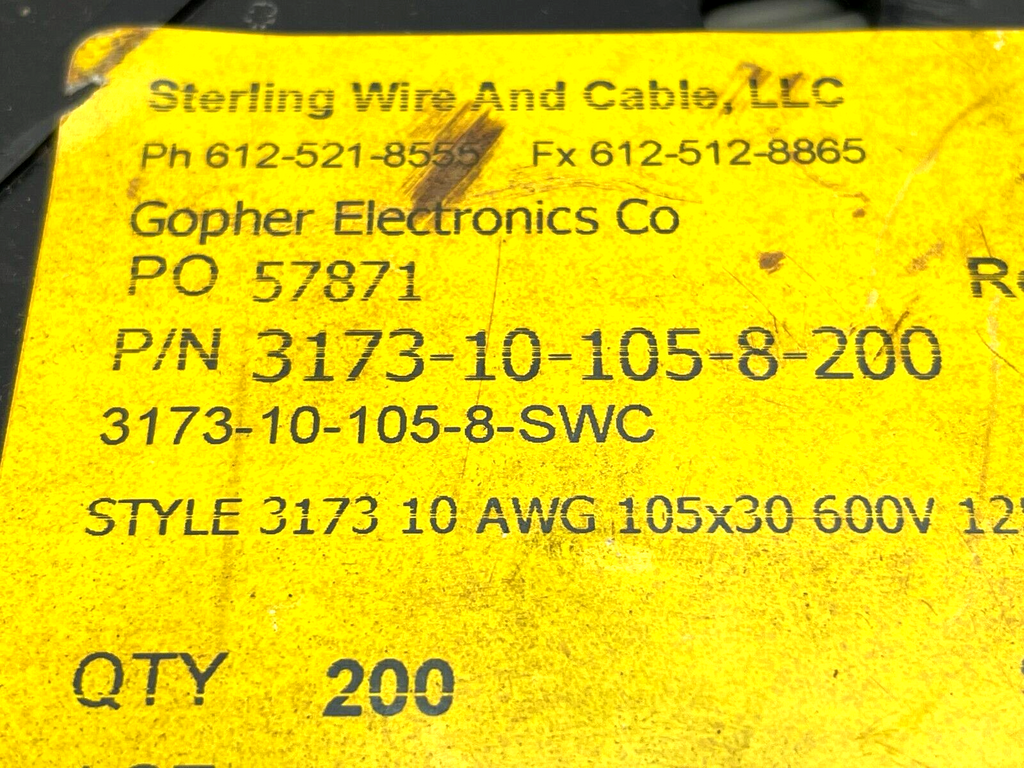 Sterling Wire And Cable, LLC
Ph 612-521-8555 Fx 612-512-8865
Gopher Electronics Co
PO 57871
P/N 3173-10-105-8-200
3173-10-105-8-SWC
STYLE 3173 10 AWG 105x30 600V
QTY 200